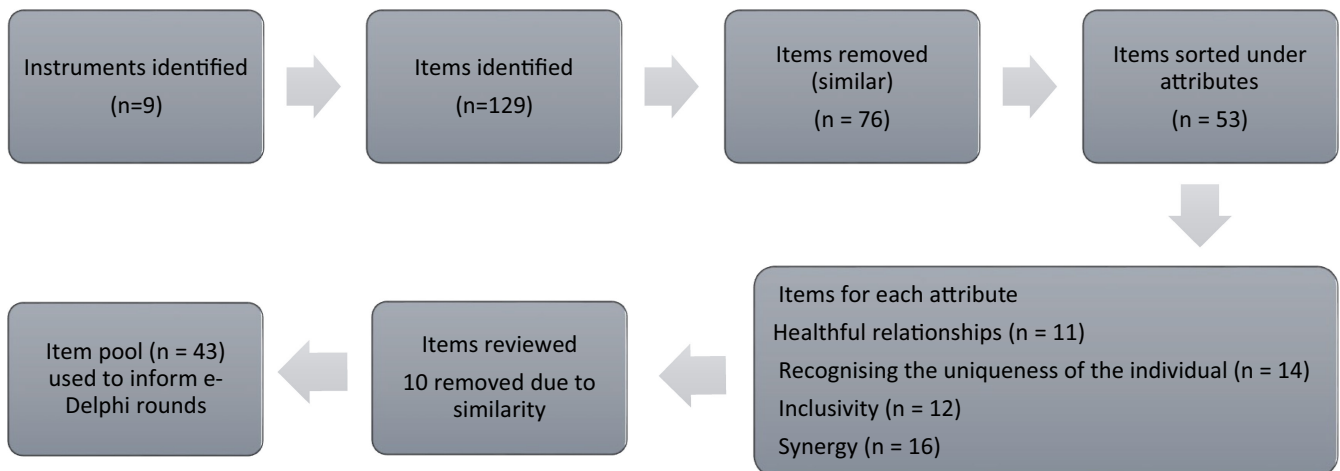 Instruments identified
(n=9)
Items identified
(n=129)
Items removed
(similar)
(n = 76)
Items sorted under
attributes
(n = 53)
Items for each attribute
Healthful relationships (n = 11)
Recognising the uniqueness of the individual (n = 14)
Inclusivity (n = 12)
Synergy (n = 16)
Items reviewed
10 removed due to
similarity
Item pool (n = 43)
used to inform e-
Delphi rounds